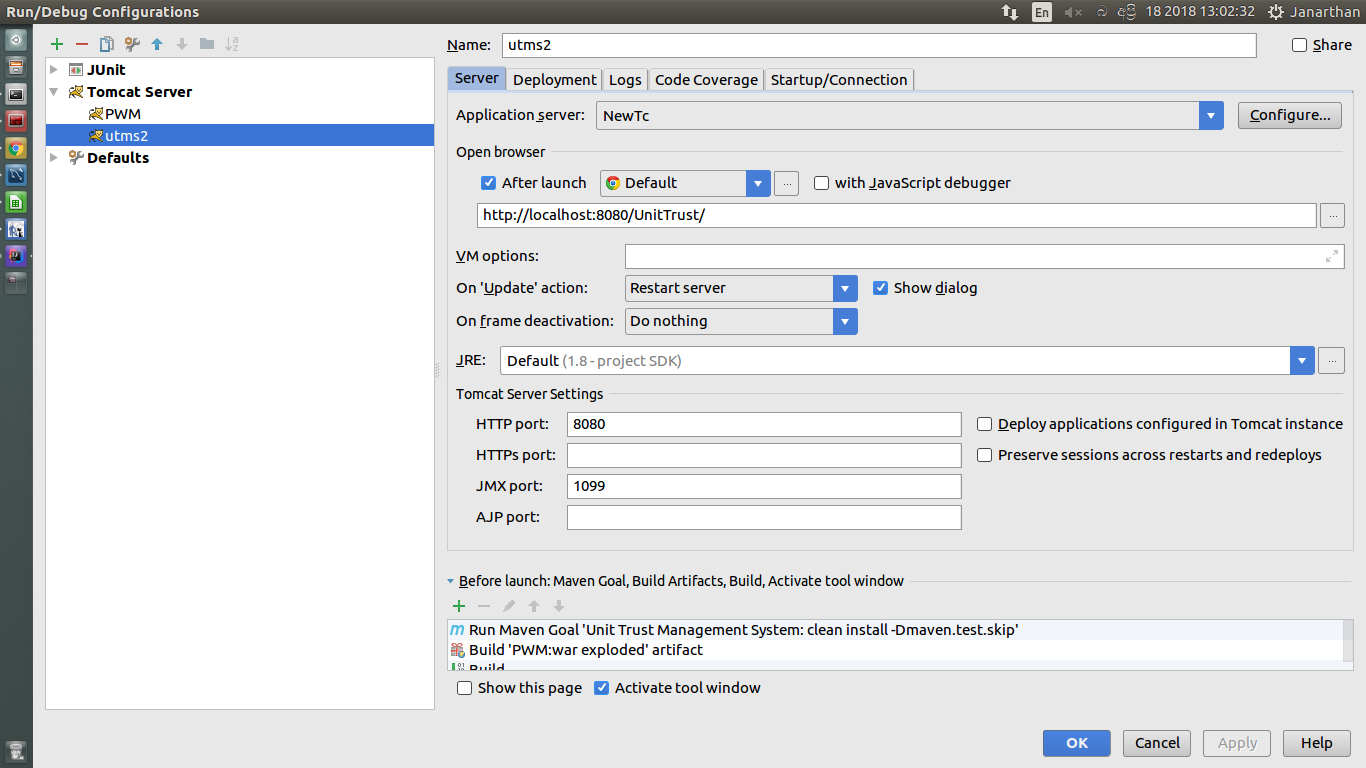 Run/Debug Configurations
En
අප්‍රි 18 2018 13:02:32
Janarthan
JUnit
Tomcat Server
PWM
utms2
Defaults
Name: utms2
Share
Server Deployment Logs Code Coverage Startup/Connection
Application server: NewTc Configure...
Open browser
After launch Default ... with JavaScript debugger
http://localhost:8080/UnitTrust/ ...
VM options:
On 'Update' action: Restart server Show dialog
On frame deactivation: Do nothing
JRE: Default (1.8 - project SDK) ...
Tomcat Server Settings
HTTP port: 8080 Deploy applications configured in Tomcat instance
HTTPs port: Preserve sessions across restarts and redeploys
JMX port: 1099
AJP port:
Before launch: Maven Goal, Build Artifacts, Build, Activate tool window
Run Maven Goal 'Unit Trust Management System: clean install -Dmaven.test.skip'
Build 'PWM:war exploded' artifact
Build
Show this page Activate tool window
OK Cancel Apply Help